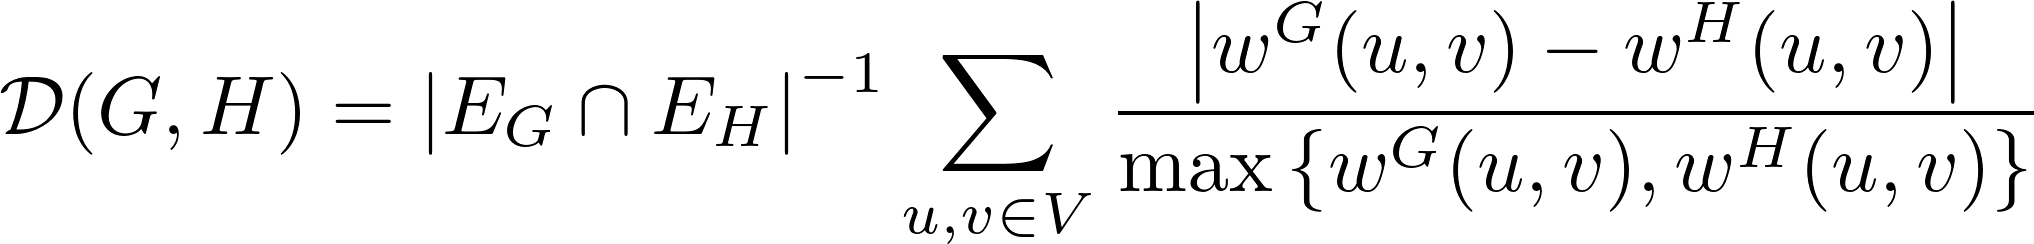 $\mathcal{D}(G, H) = |E_G \cap E_H|^{-1} \sum_{u,v \in V} \frac{|w^G(u,v) - w^H(u,v)|}{\max\{w^G(u,v), w^H(u,v)\}}$